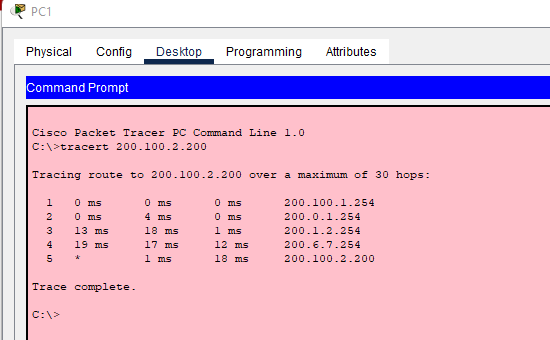 PC1
Physical Config Desktop Programming Attributes
Command Prompt
Cisco Packet Tracer PC Command Line 1.0
C:\>tracert 200.100.2.200
Tracing route to 200.100.2.200 over a maximum of 30 hops:
1 0 ms 0 ms 0 ms 200.100.1.254
2 0 ms 4 ms 0 ms 200.0.1.254
3 13 ms 18 ms 1 ms 200.1.2.254
4 19 ms 17 ms 12 ms 200.6.7.254
5 * 1 ms 18 ms 200.100.2.200
Trace complete.
C:\>